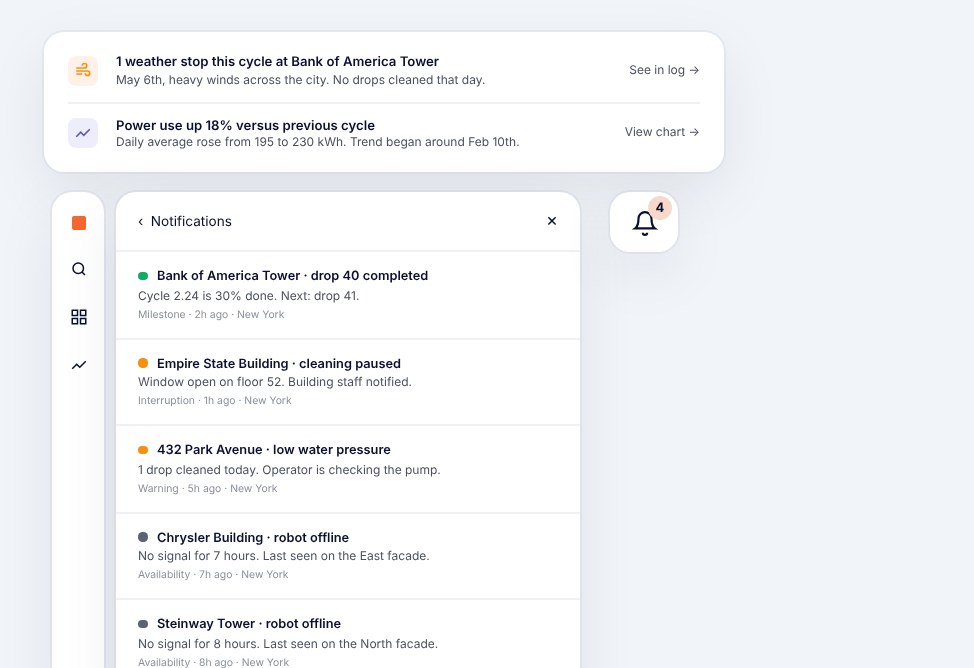 1 weather stop this cycle at Bank of America Tower
May 6th, heavy winds across the city. No drops cleaned that day.
See in log →
Power use up 18% versus previous cycle
Daily average rose from 195 to 230 kWh. Trend began around Feb 10th.
View chart →
‹ Notifications
✕
4
Bank of America Tower · drop 40 completed
Cycle 2.24 is 30% done. Next: drop 41.
Milestone · 2h ago · New York
Empire State Building · cleaning paused
Window open on floor 52. Building staff notified.
Interruption · 1h ago · New York
432 Park Avenue · low water pressure
1 drop cleaned today. Operator is checking the pump.
Warning · 5h ago · New York
Chrysler Building · robot offline
No signal for 7 hours. Last seen on the East facade.
Availability · 7h ago · New York
Steinway Tower · robot offline
No signal for 8 hours. Last seen on the North facade.
Availability · 8h ago · New York